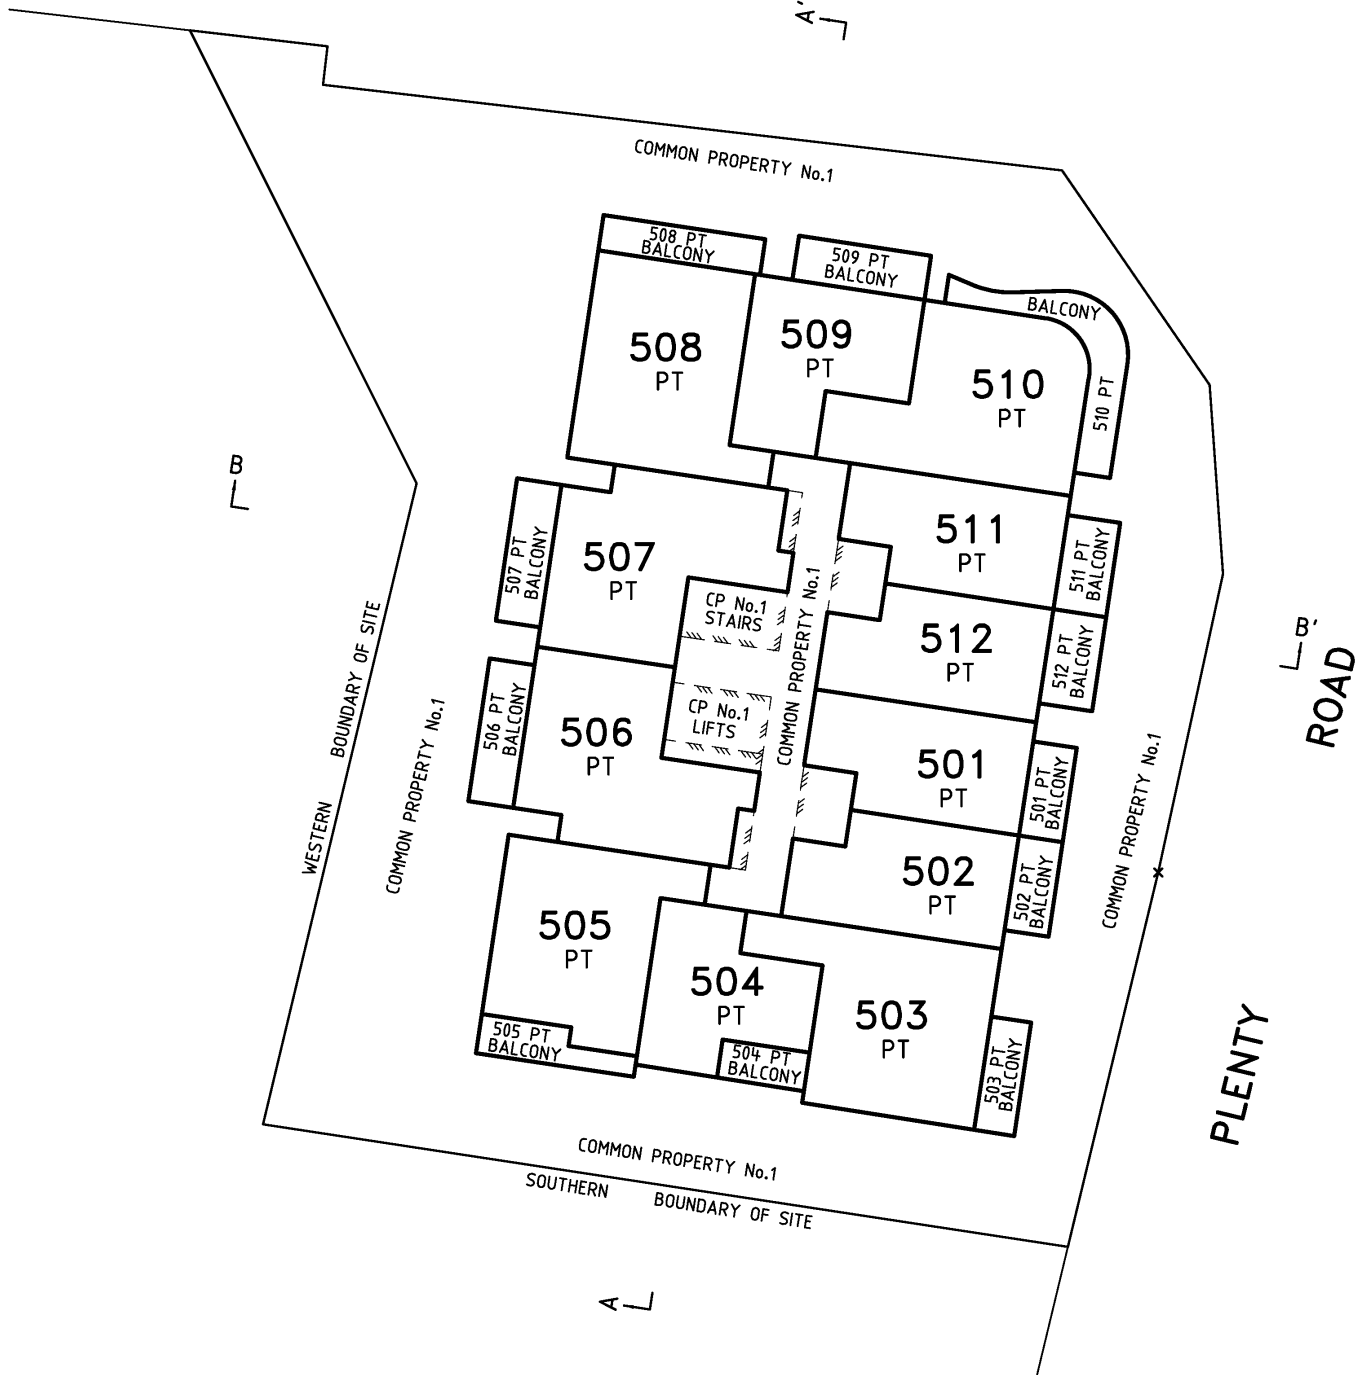 A'
COMMON PROPERTY No.1
508 PT
BALCONY
509 PT
BALCONY
BALCONY
510 PT
508
PT
509
PT
510
PT
B
507 PT
BALCONY
507
PT
511
PT
511 PT
BALCONY
CP No.1
STAIRS
COMMON PROPERTY No.1
512
PT
512 PT
BALCONY
B'
506 PT
BALCONY
506
PT
CP No.1
LIFTS
501
PT
501 PT
BALCONY
WESTERN BOUNDARY OF SITE
COMMON PROPERTY No.1
COMMON PROPERTY No.1
PLENTY ROAD
502
PT
502 PT
BALCONY
505
PT
505 PT
BALCONY
504
PT
504 PT
BALCONY
503
PT
503 PT
BALCONY
COMMON PROPERTY No.1
SOUTHERN BOUNDARY OF SITE
A